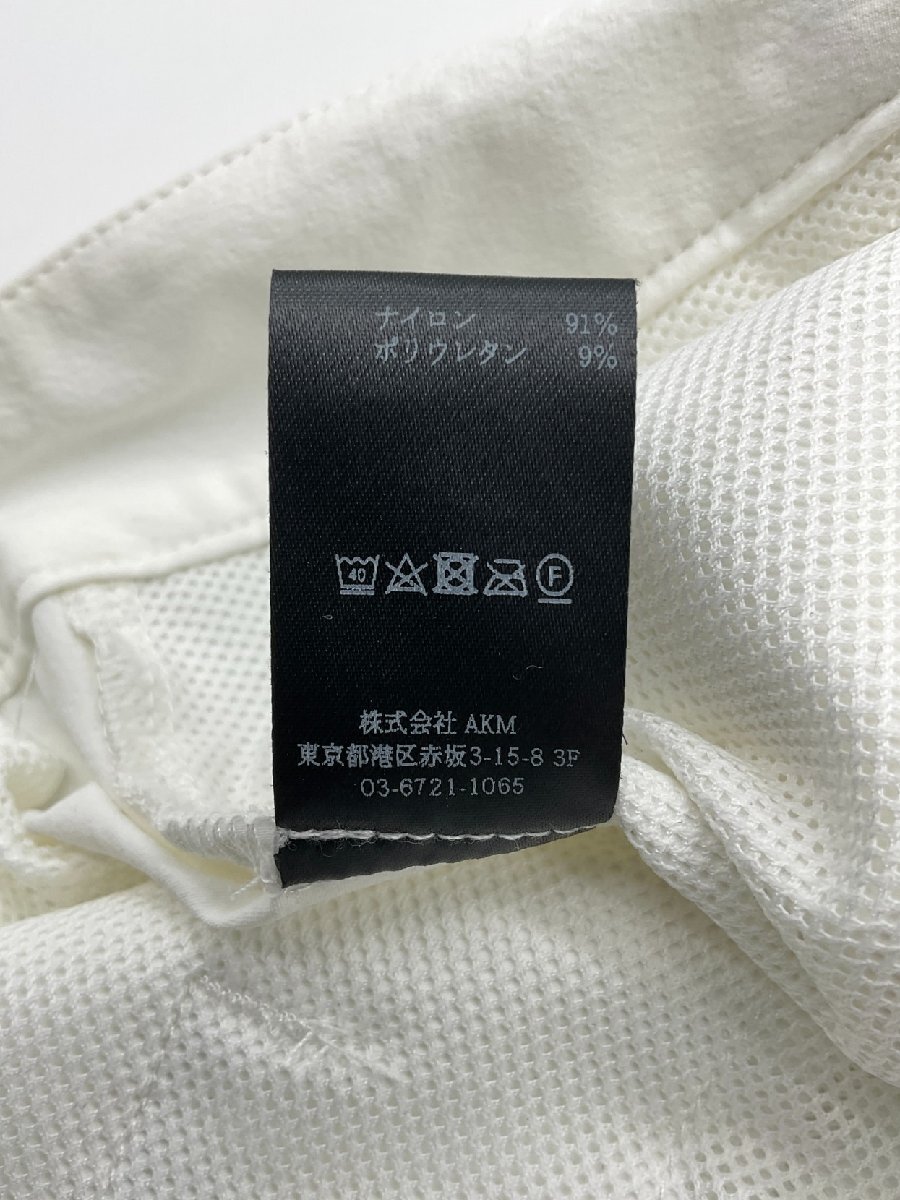 ナイロン 91%
ポリウレタン 9%
40 F
株式会社 AKM
東京都港区赤坂3-15-8 3F
03-6721-1065